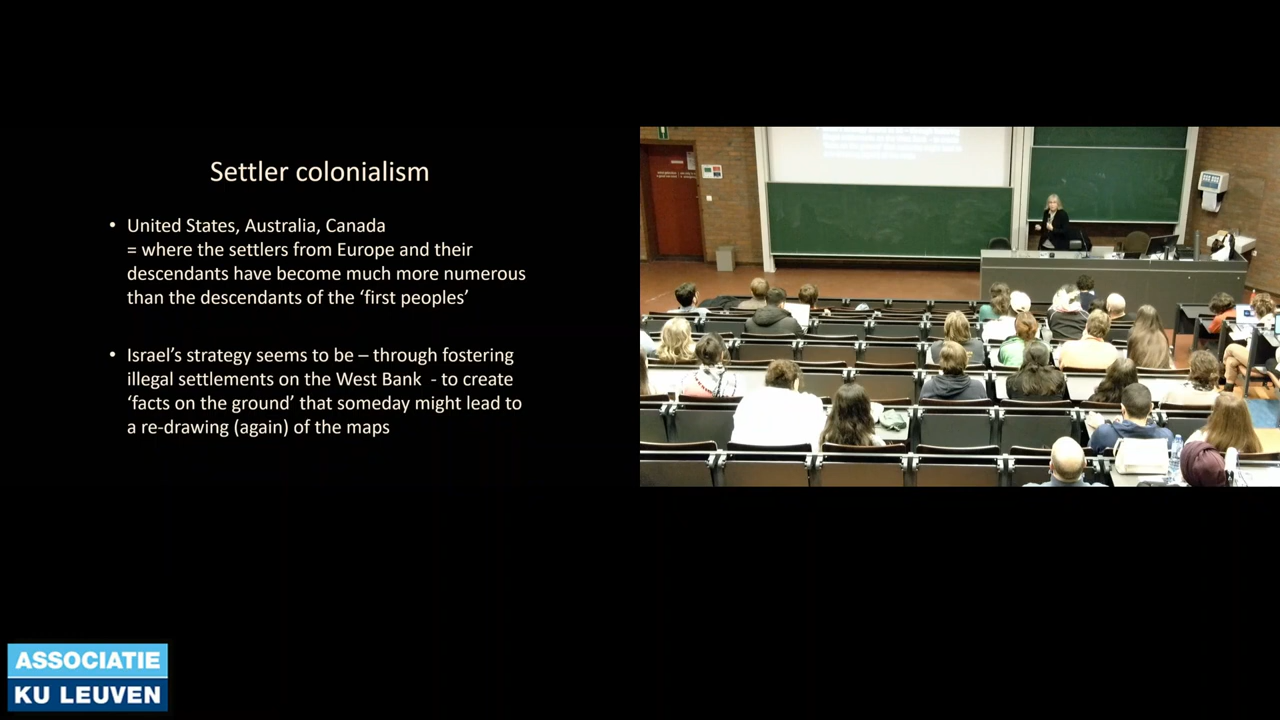 Settler colonialism
• United States, Australia, Canada
= where the settlers from Europe and their
descendants have become much more numerous
than the descendants of the ‘first peoples’
• Israel’s strategy seems to be – through fostering
illegal settlements on the West Bank - to create
‘facts on the ground’ that someday might lead to
a re-drawing (again) of the maps
ASSOCIATIE
KU LEUVEN